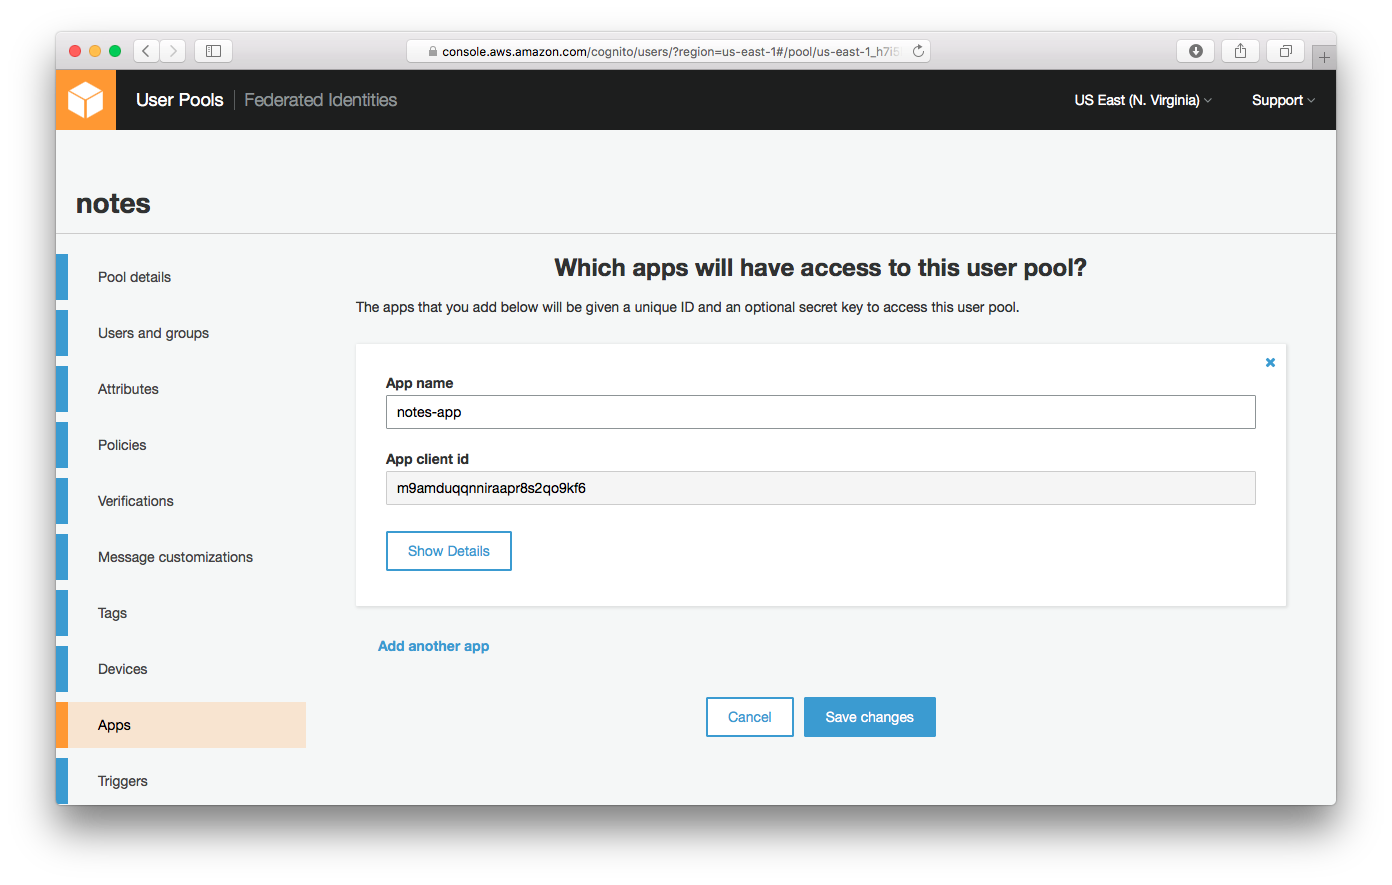 console.aws.amazon.com/cognito/users/?region=us-east-1#/pool/us-east-1_h7i5
User Pools
Federated Identities
US East (N. Virginia)
Support
notes
Pool details
Users and groups
Attributes
Policies
Verifications
Message customizations
Tags
Devices
Apps
Triggers
Which apps will have access to this user pool?
The apps that you add below will be given a unique ID and an optional secret key to access this user pool.
App name
notes-app
App client id
m9amduqqnniraapr8s2qo9kf6
Show Details
Add another app
Cancel
Save changes